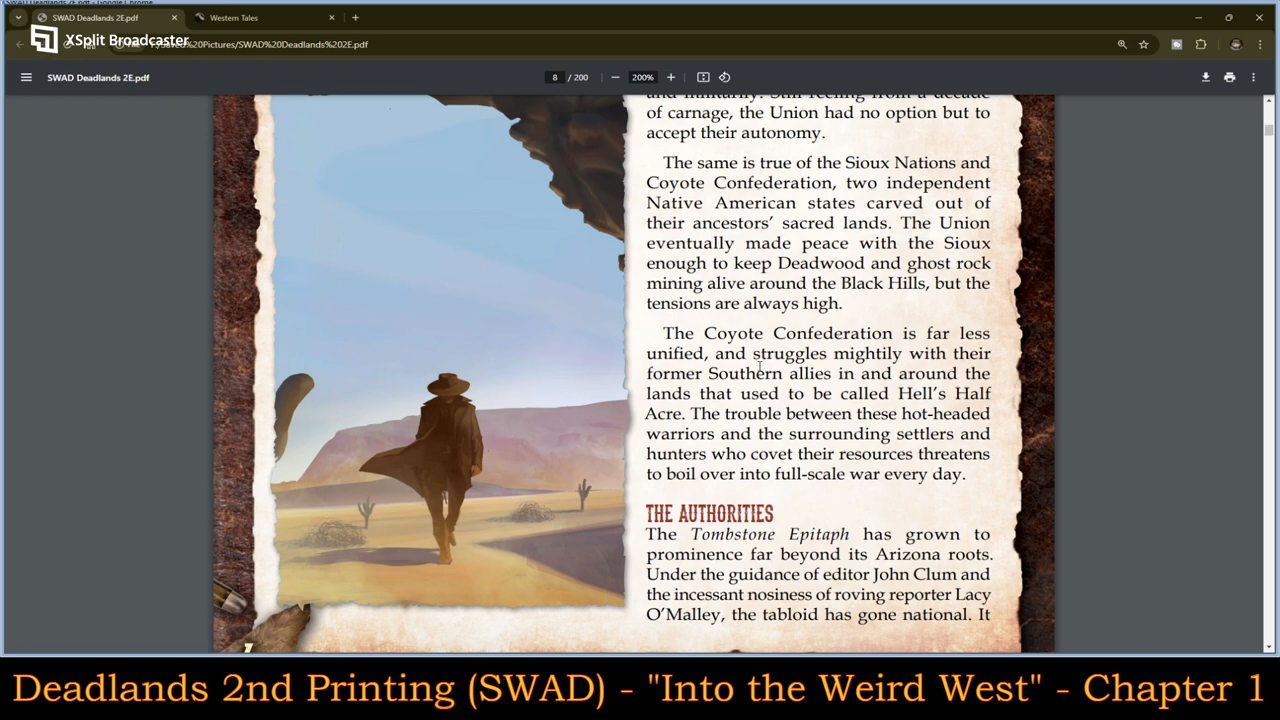 SWAD Deadlands 2E.pdf
Western Tales
XSplit Broadcaster
SWAD%20Deadlands%202E.pdf
SWAD Deadlands 2E.pdf
8 / 200
200%
of carnage, the Union had no option but to
accept their autonomy.
The same is true of the Sioux Nations and
Coyote Confederation, two independent
Native American states carved out of
their ancestors' sacred lands. The Union
eventually made peace with the Sioux
enough to keep Deadwood and ghost rock
mining alive around the Black Hills, but the
tensions are always high.
The Coyote Confederation is far less
unified, and struggles mightily with their
former Southern allies in and around the
lands that used to be called Hell's Half
Acre. The trouble between these hot-headed
warriors and the surrounding settlers and
hunters who covet their resources threatens
to boil over into full-scale war every day.
THE AUTHORITIES
The Tombstone Epitaph has grown to
prominence far beyond its Arizona roots.
Under the guidance of editor John Clum and
the incessant nosiness of roving reporter Lacy
O'Malley, the tabloid has gone national. It
Deadlands 2nd Printing (SWAD) - "Into the Weird West" - Chapter 1